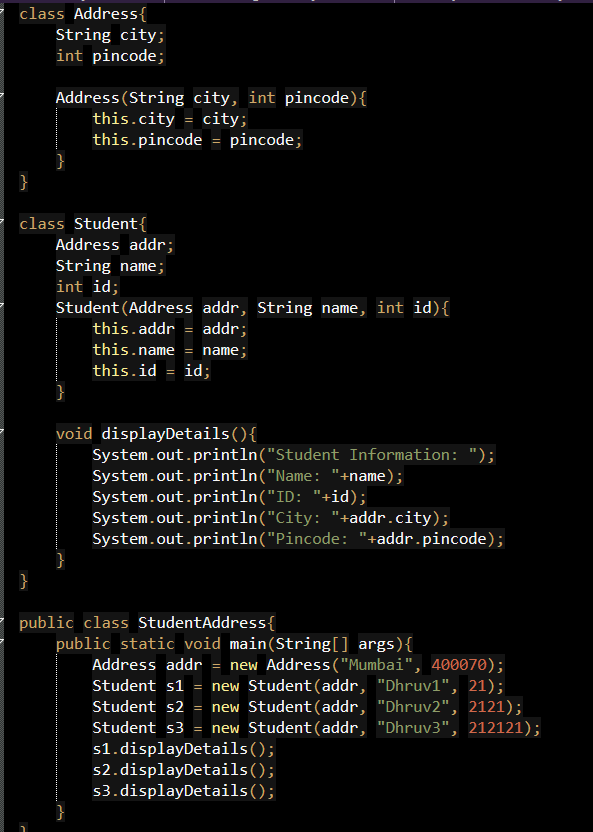 class Address{
    String city;
    int pincode;

    Address(String city, int pincode){
        this.city = city;
        this.pincode = pincode;
    }
}

class Student{
    Address addr;
    String name;
    int id;
    Student(Address addr, String name, int id){
        this.addr = addr;
        this.name = name;
        this.id = id;
    }

    void displayDetails(){
        System.out.println("Student Information: ");
        System.out.println("Name: "+name);
        System.out.println("ID: "+id);
        System.out.println("City: "+addr.city);
        System.out.println("Pincode: "+addr.pincode);
    }
}

public class StudentAddress{
    public static void main(String[] args){
        Address addr = new Address("Mumbai", 400070);
        Student s1 = new Student(addr, "Dhruv1", 21);
        Student s2 = new Student(addr, "Dhruv2", 2121);
        Student s3 = new Student(addr, "Dhruv3", 212121);
        s1.displayDetails();
        s2.displayDetails();
        s3.displayDetails();
    }
}